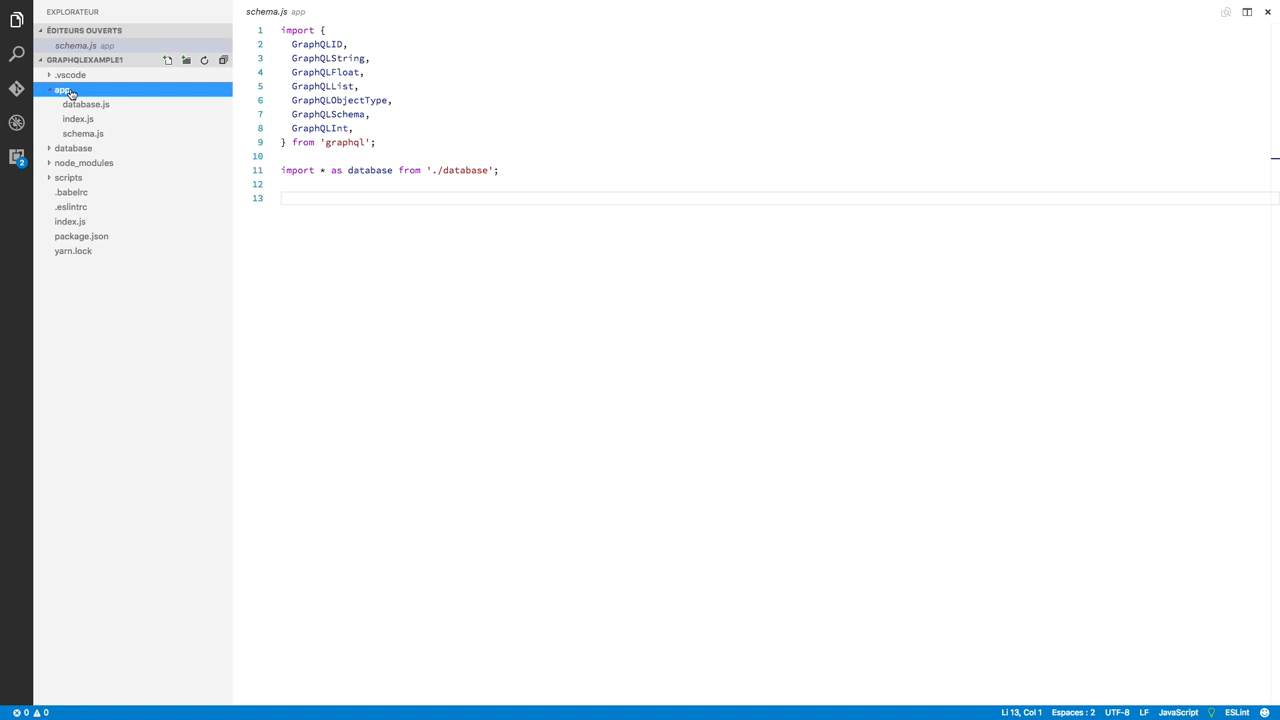 EXPLORATEUR
ÉDITEURS OUVERTS
schema.js app
GRAPHQLEXAMPLE1
.vscode
app
database.js
index.js
schema.js
database
node_modules
scripts
.babelrc
.eslintrc
index.js
package.json
yarn.lock
2
schema.js app
1 import {
2 GraphQLID,
3 GraphQLString,
4 GraphQLFloat,
5 GraphQLList,
6 GraphQLObjectType,
7 GraphQLSchema,
8 GraphQLInt,
9 } from 'graphql';
10
11 import * as database from './database';
12
13
0 0 Li 13, Col 1 Espaces : 2 UTF-8 LF JavaScript ESLint